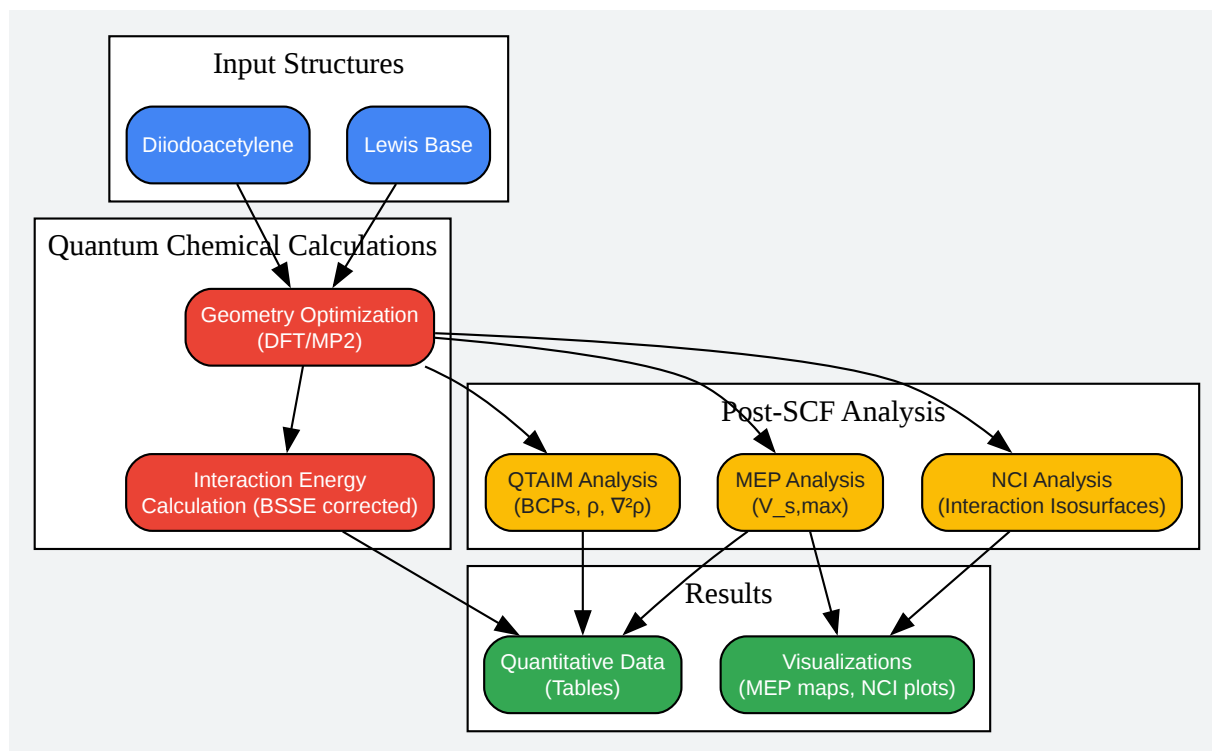 Input Structures
Diiodoacetylene
Lewis Base
Quantum Chemical Calculations
Geometry Optimization
(DFT/MP2)
Post-SCF Analysis
Interaction Energy
Calculation (BSSE corrected)
QTAIM Analysis
(BCPs, ρ, ∇²ρ)
MEP Analysis
(V_s,max)
NCI Analysis
(Interaction Isosurfaces)
Results
Quantitative Data
(Tables)
Visualizations
(MEP maps, NCI plots)